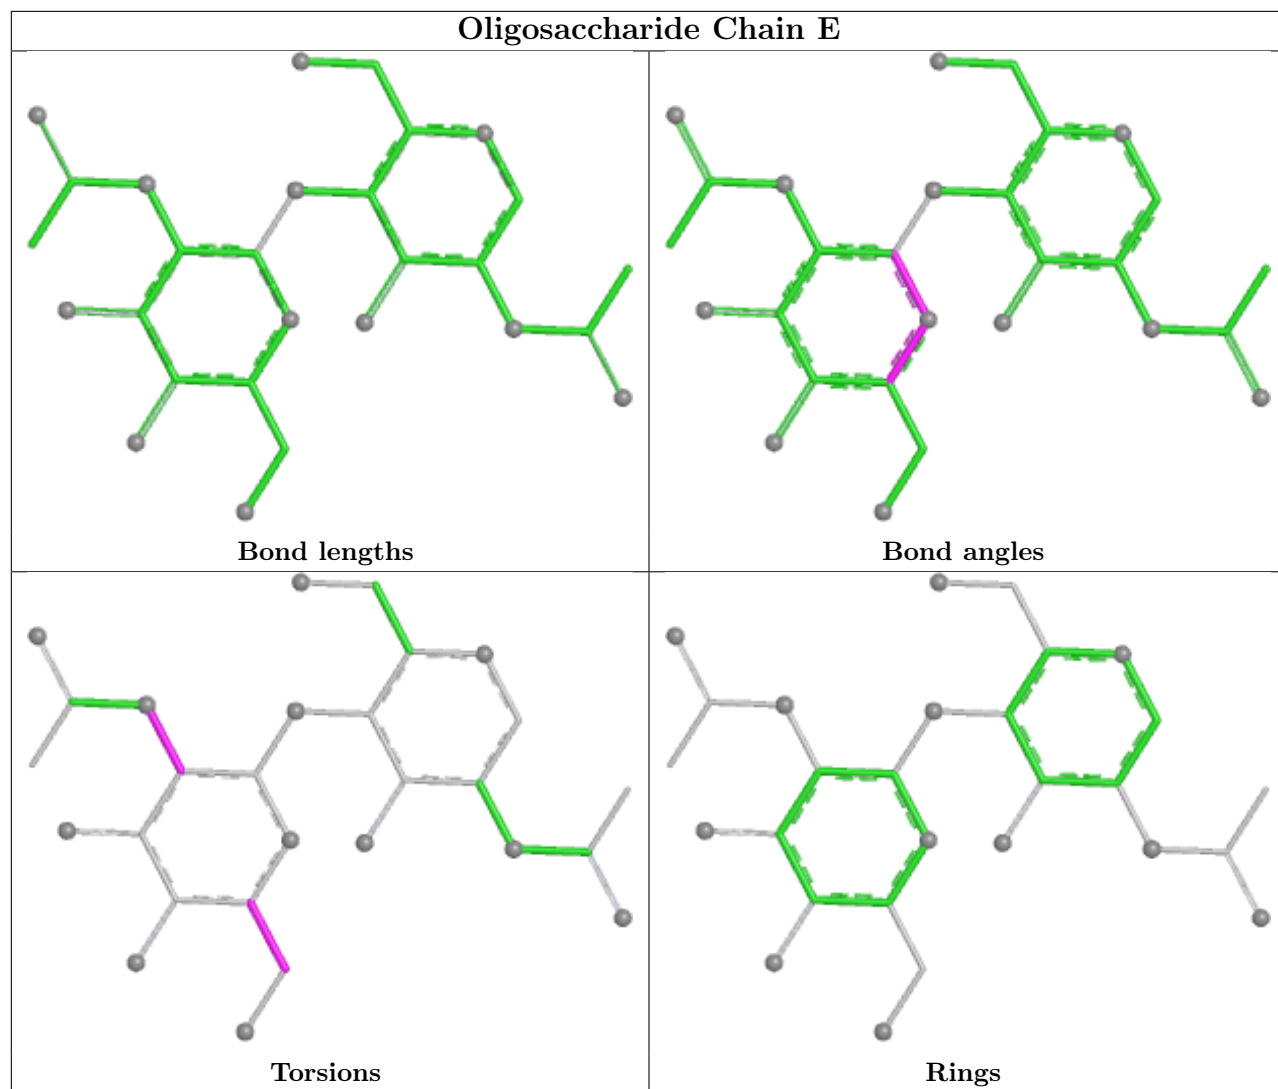 Oligosaccharide Chain E
Bond lengths
Bond angles
Torsions
Rings